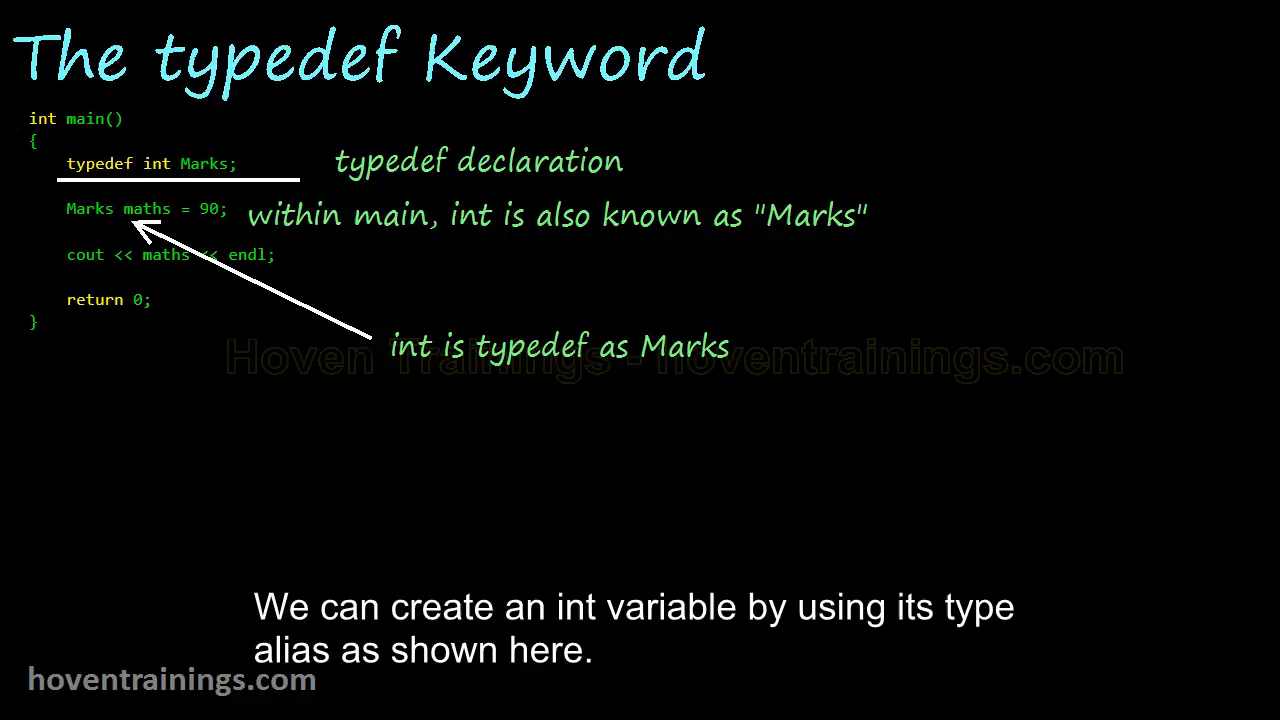 The typedef Keyword
int main()
{
typedef int Marks;
typedef declaration
Marks maths = 90;
within main, int is also known as "Marks"
cout << maths << endl;
return 0;
}
int is typedef as Marks
Hoven Trainings - hoventrainings.com
We can create an int variable by using its type
alias as shown here.
hoventrainings.com